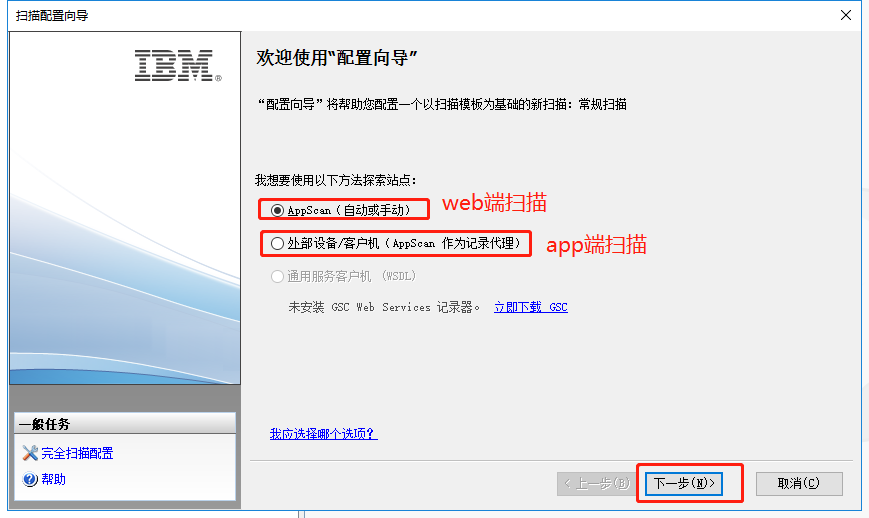 扫描配置向导
IBM®
欢迎使用“配置向导”
“配置向导”将帮助您配置一个以扫描模板为基础的新扫描：常规扫描
我想要使用以下方法探索站点：
AppScan（自动或手动） web端扫描
外部设备/客户机（AppScan 作为记录代理） app端扫描
通用服务客户机 （WSDL）
未安装 GSC Web Services 记录器。 立即下载 GSC
一般任务
完全扫描配置
帮助
我应选择哪个选项？
< 上一步(B) 下一步(N)> 取消(C)